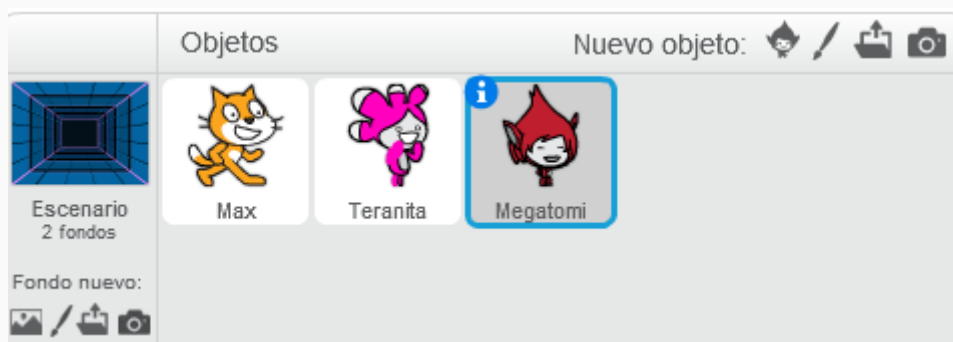 Objetos
Nuevo objeto:
Escenario
2 fondos
Max
Teranita
Megatomi
Fondo nuevo: